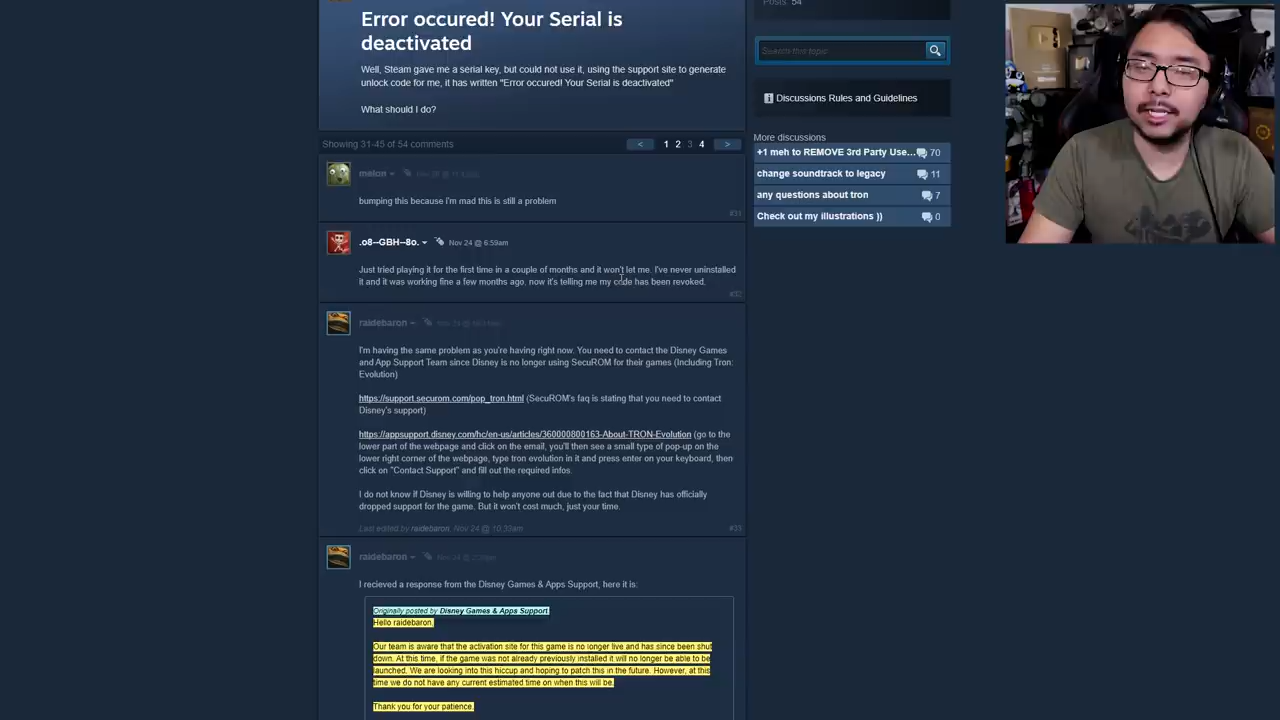 Posts: 54
Error occured! Your Serial is
deactivated
Well, Steam gave me a serial key, but could not use it, using the support site to generate
unlock code for me, it has written "Error occured! Your Serial is deactivated"
What should I do?
Search this topic
Discussions Rules and Guidelines
Showing 31-45 of 54 comments
< 1 2 3 4 >
More discussions
+1 meh to REMOVE 3rd Party Use... 70
change soundtrack to legacy 11
any questions about tron 7
Check out my illustrations )) 0
melon
bumping this because i'm mad this is still a problem
#31
.o8--GBH--8o. Nov 24 @ 6:59am
Just tried playing it for the first time in a couple of months and it won't let me. I've never uninstalled
it and it was working fine a few months ago. now it's telling me my code has been revoked.
#32
raidebaron
I'm having the same problem as you're having right now. You need to contact the Disney Games
and App Support Team since Disney is no longer using SecuROM for their games (Including Tron:
Evolution)
https://support.securom.com/pop_tron.html (SecuROM's faq is stating that you need to contact
Disney's support)
https://appsupport.disney.com/hc/en-us/articles/360000800163-About-TRON-Evolution (go to the
lower part of the webpage and click on the email, you'll then see a small type of pop-up on the
lower right corner of the webpage, type tron evolution in it and press enter on your keyboard, then
click on "Contact Support" and fill out the required infos.
I do not know if Disney is willing to help anyone out due to the fact that Disney has officially
dropped support for the game. But it won't cost much, just your time.
Last edited by raidebaron, Nov 24 @ 10:39am
#33
raidebaron
I recieved a response from the Disney Games & Apps Support, here it is:
Originally posted by Disney Games & Apps Support
Hello raidebaron,
Our team is aware that the activation site for this game is no longer live and has since been shut
down. At this time, if the game was not already previously installed it will no longer be able to be
launched. We are looking into this hiccup and hoping to patch this in the future. However, at this
time we do not have any current estimated time on when this will be.
Thank you for your patience.